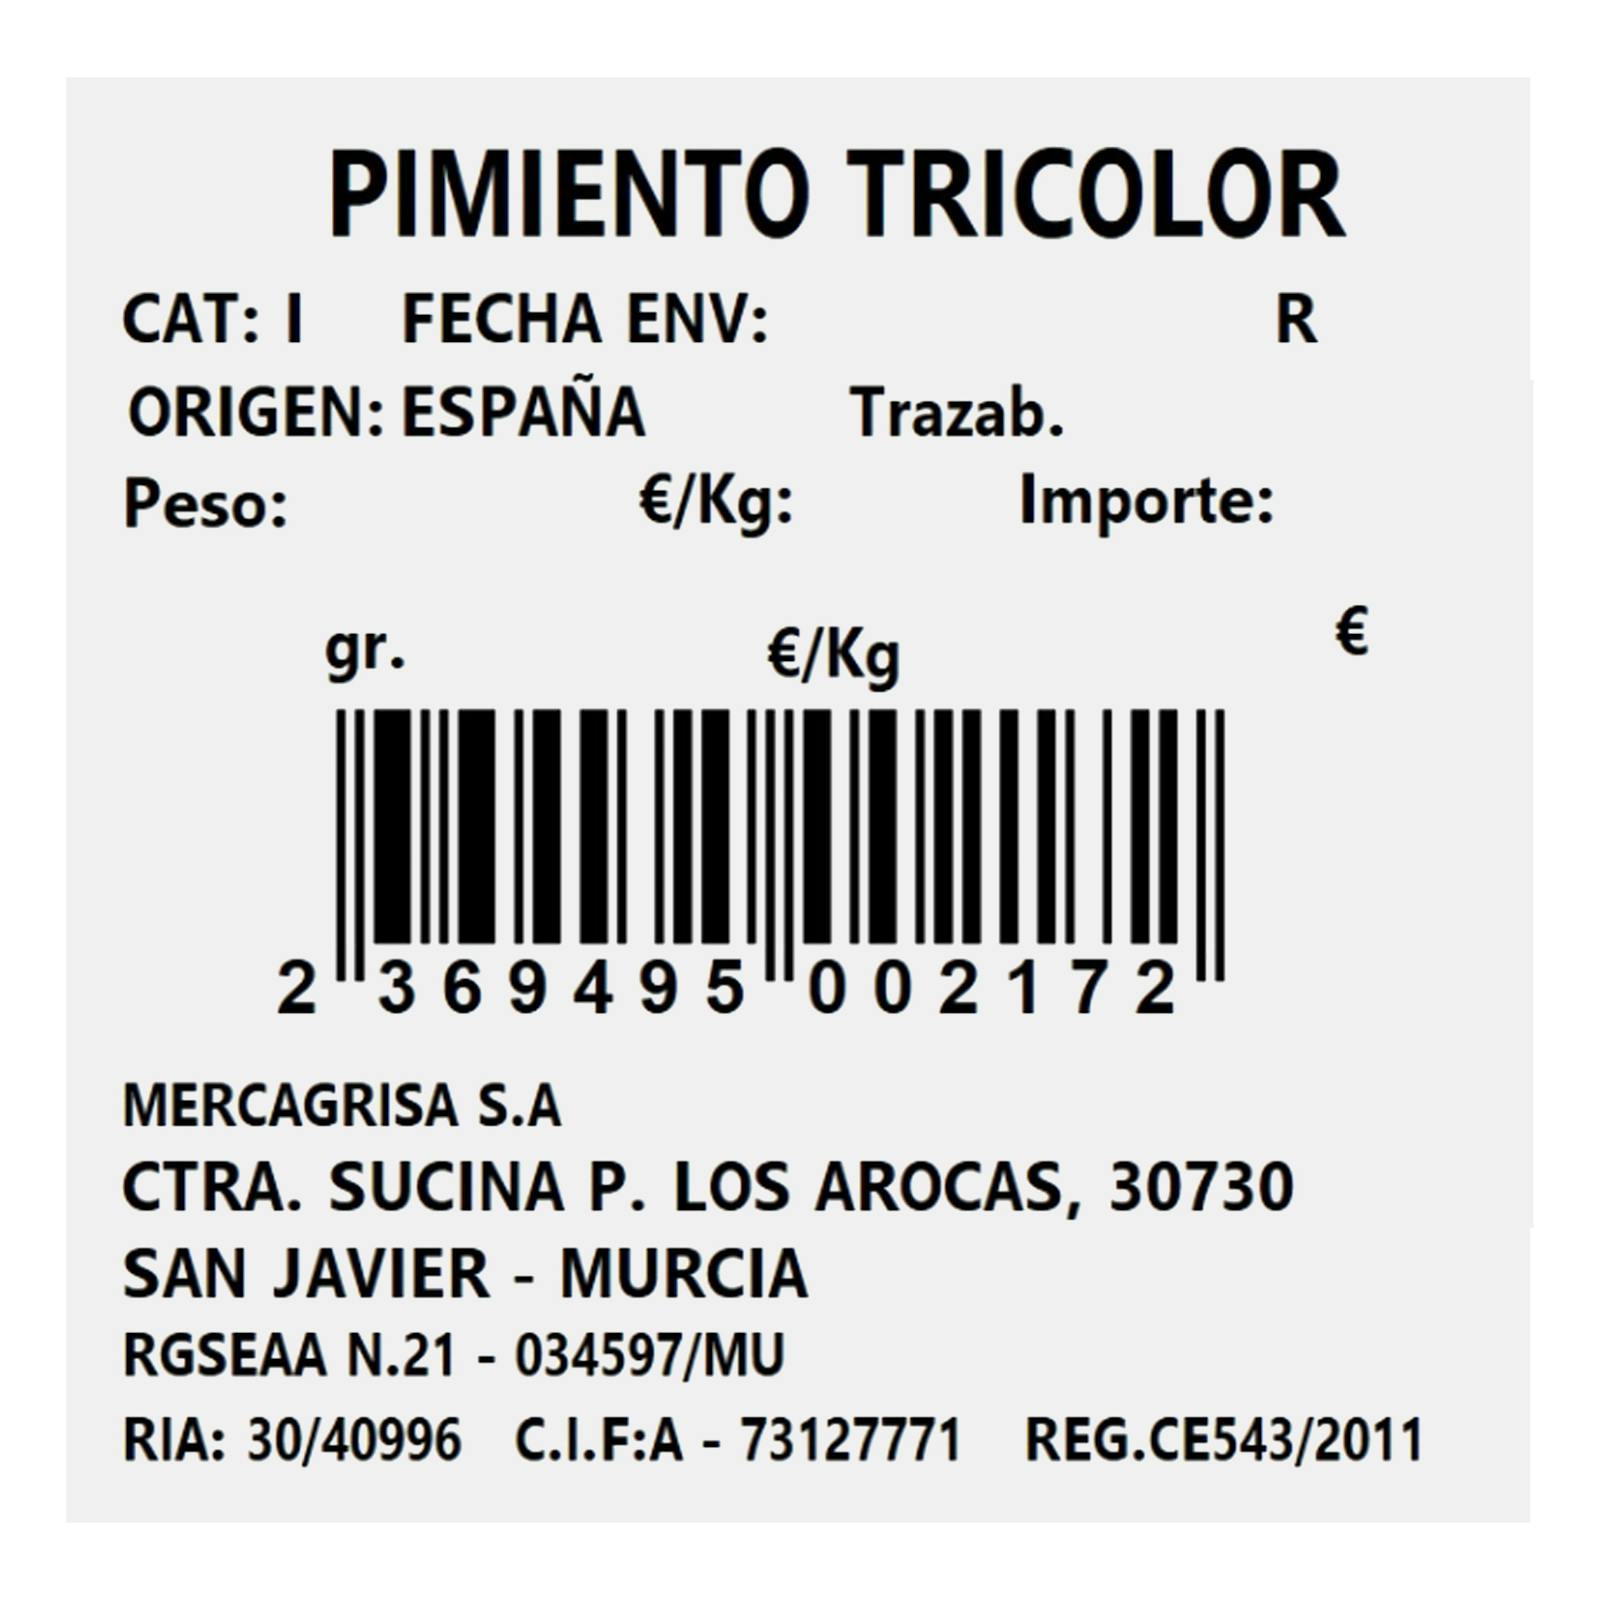 PIMIENTO TRICOLOR
CAT: I FECHA ENV: R
ORIGEN: ESPAÑA Trazab.
Peso: €/Kg: Importe:
gr. €/Kg €
2 369495 002172
MERCAGRISA S.A
CTRA. SUCINA P. LOS AROCAS, 30730
SAN JAVIER - MURCIA
RGSEAA N.21 - 034597/MU
RIA: 30/40996 C.I.F:A - 73127771 REG.CE543/2011